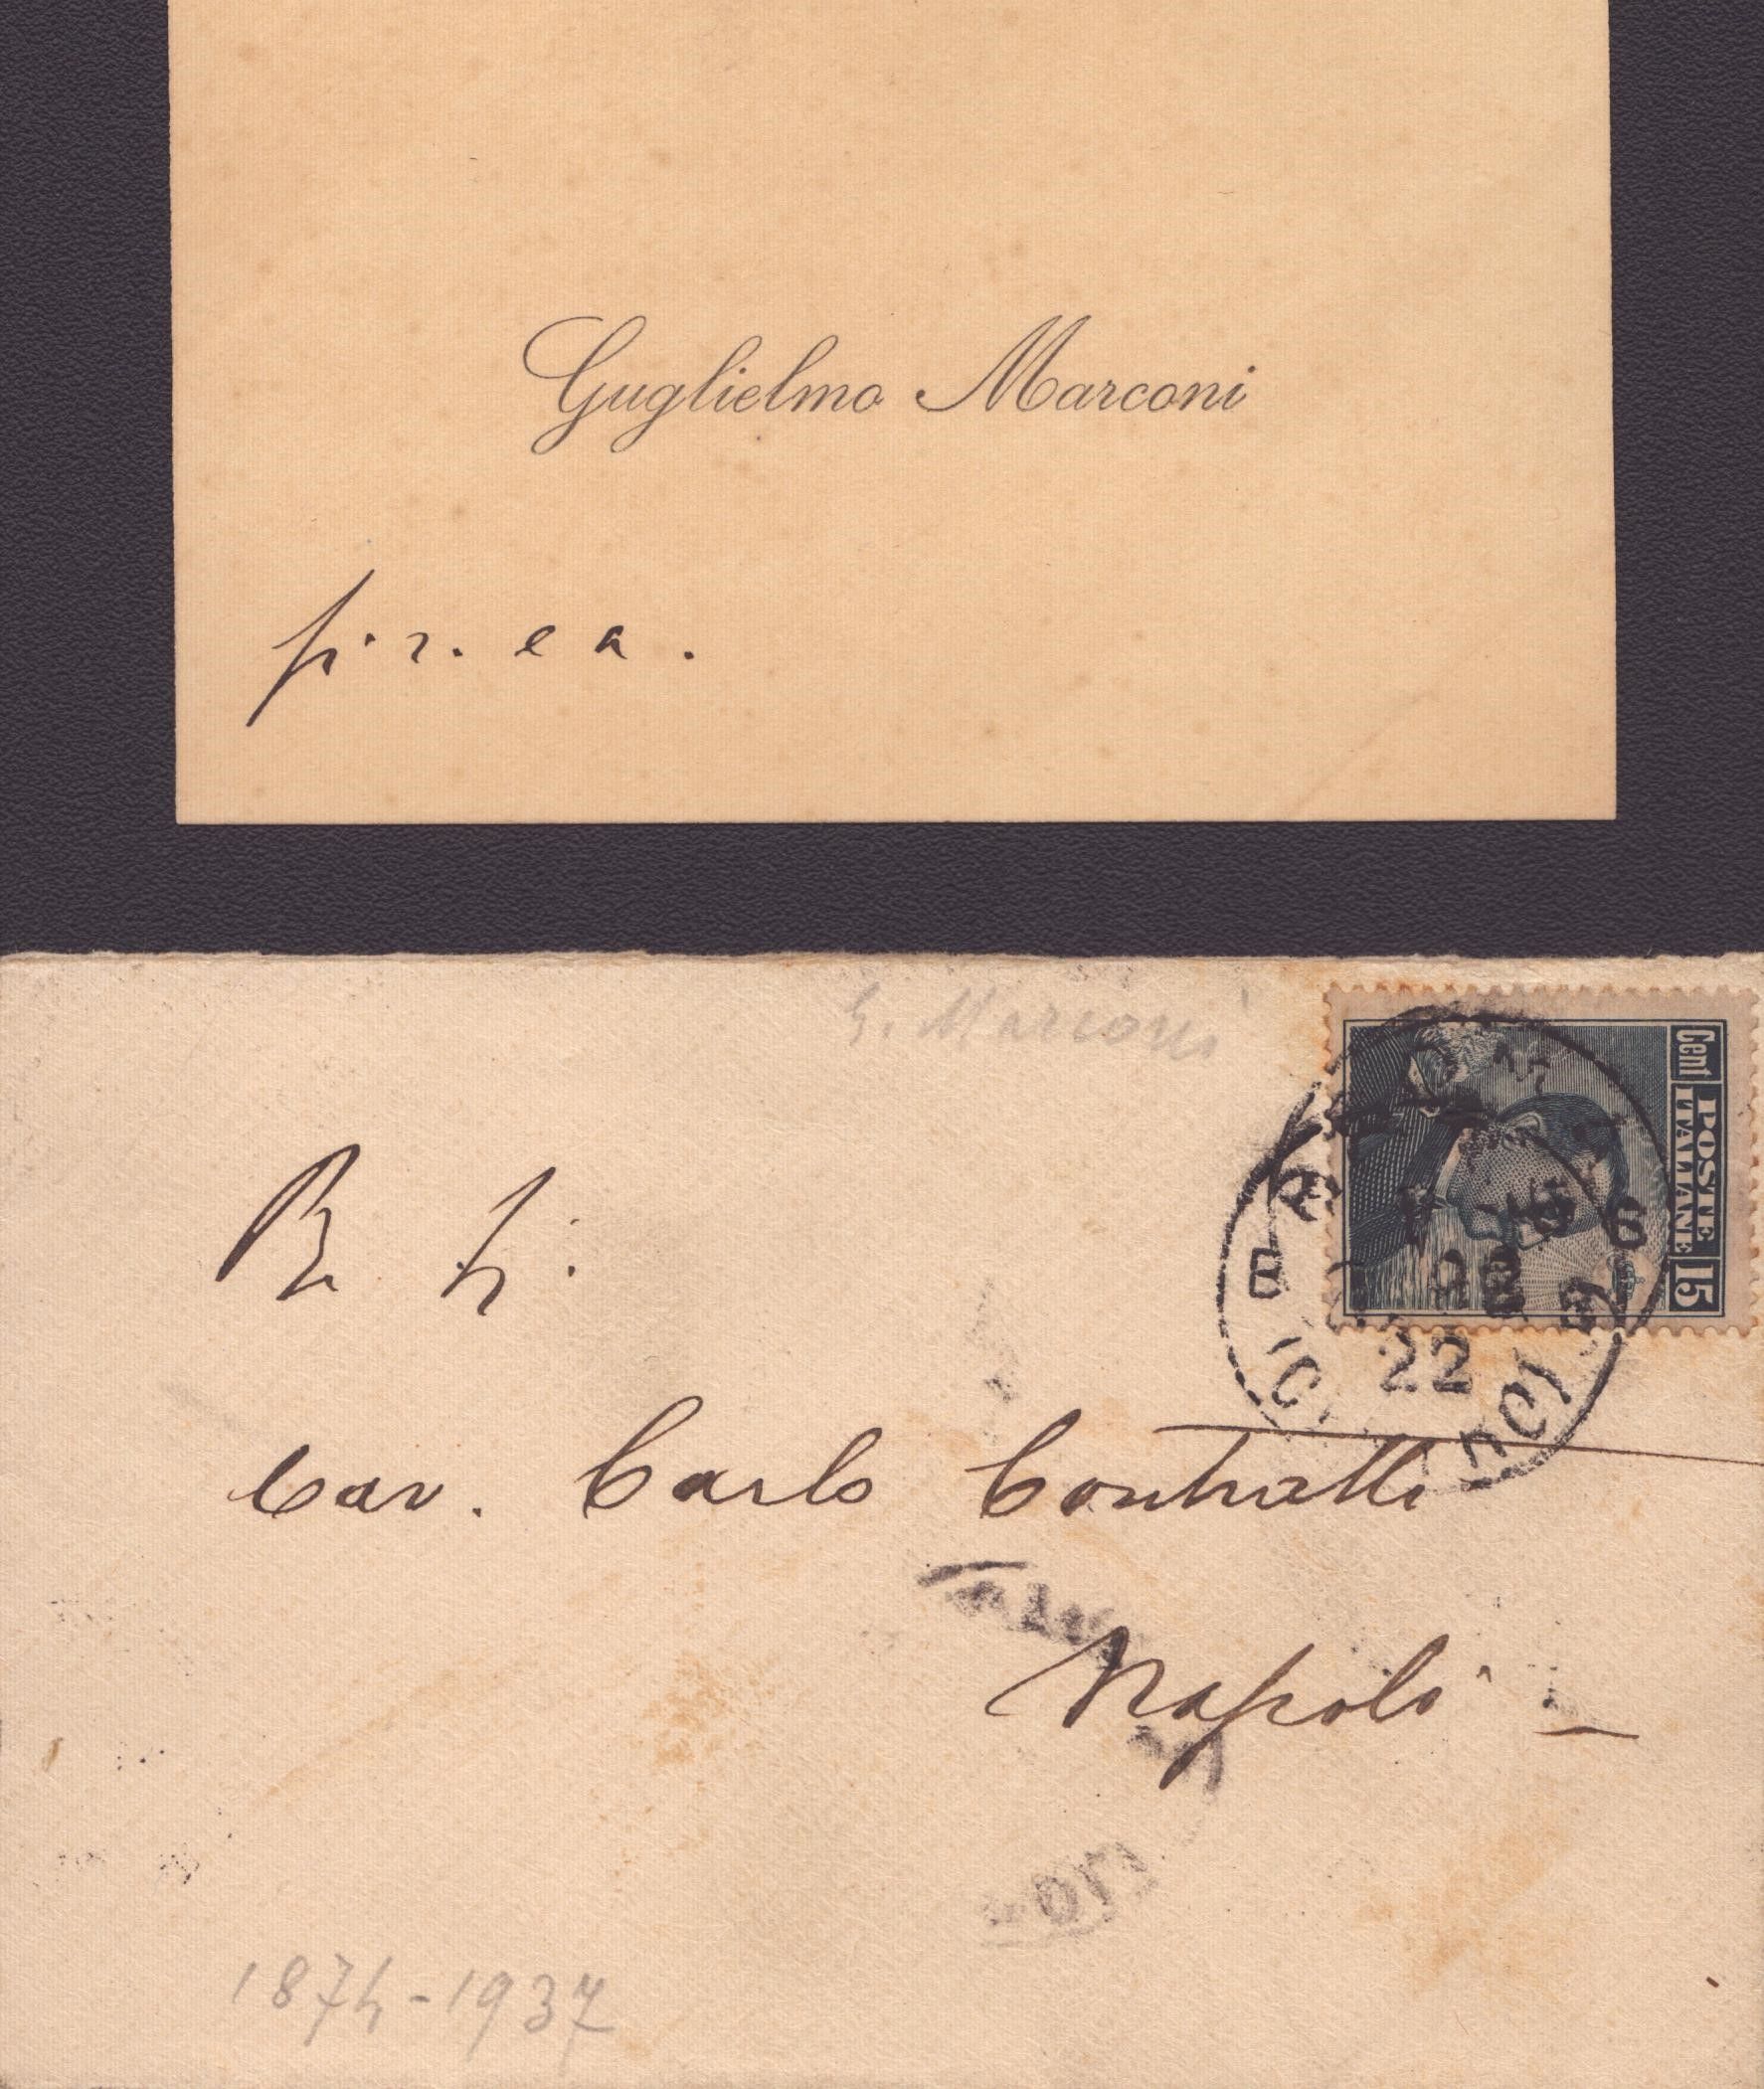 Guglielmo Marconi
p. r. e a.
G. Marconi
Cent POSTE ITALIANE 15
22
Cav. Carlo Contratti
Napoli
1874-1937